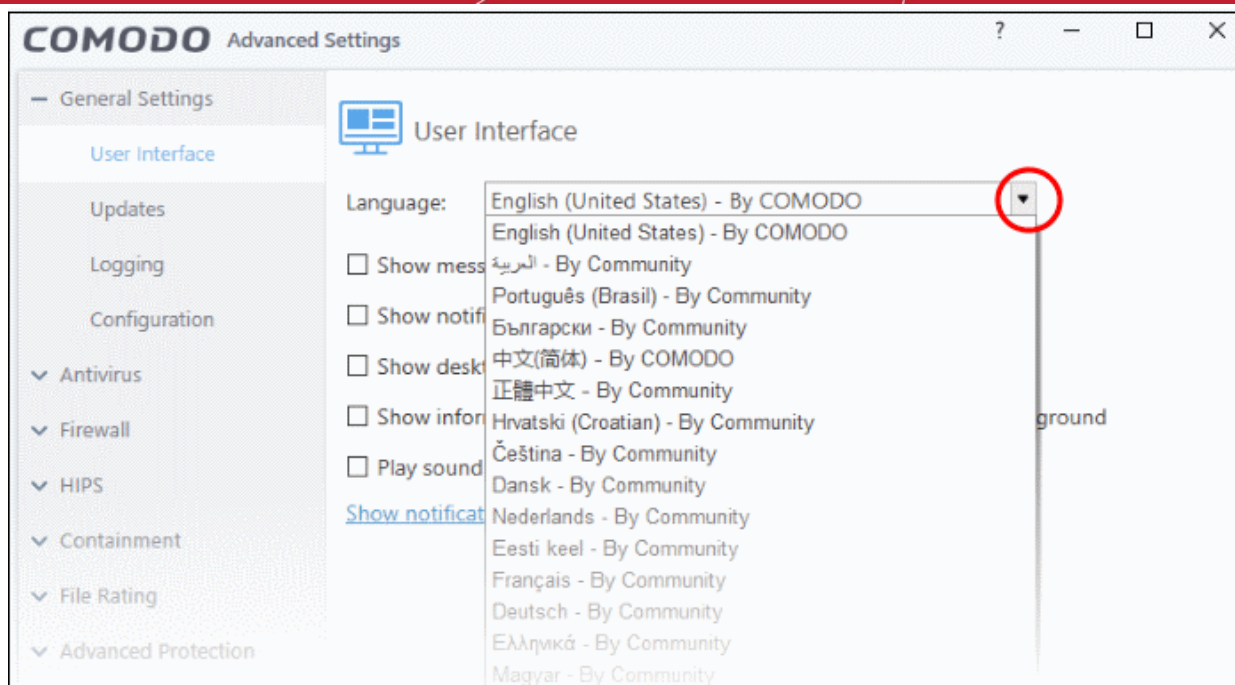 COMODO Advanced Settings ?
General Settings
User Interface
Updates
Logging
Configuration
Antivirus
Firewall
HIPS
Containment
File Rating
Advanced Protection
User Interface
Language: English (United States) - By COMODO
English (United States) - By COMODO
العربية - By Community
Português (Brasil) - By Community
Български - By Community
中文(简体) - By COMODO
正體中文 - By Community
Hrvatski (Croatian) - By Community
Čeština - By Community
Dansk - By Community
Nederlands - By Community
Eesti keel - By Community
Français - By Community
Deutsch - By Community
Ελληνικά - By Community
Magyar - By Community
Show mess
Show notifi
Show deskt
Show infor ground
Play sound
Show notificat